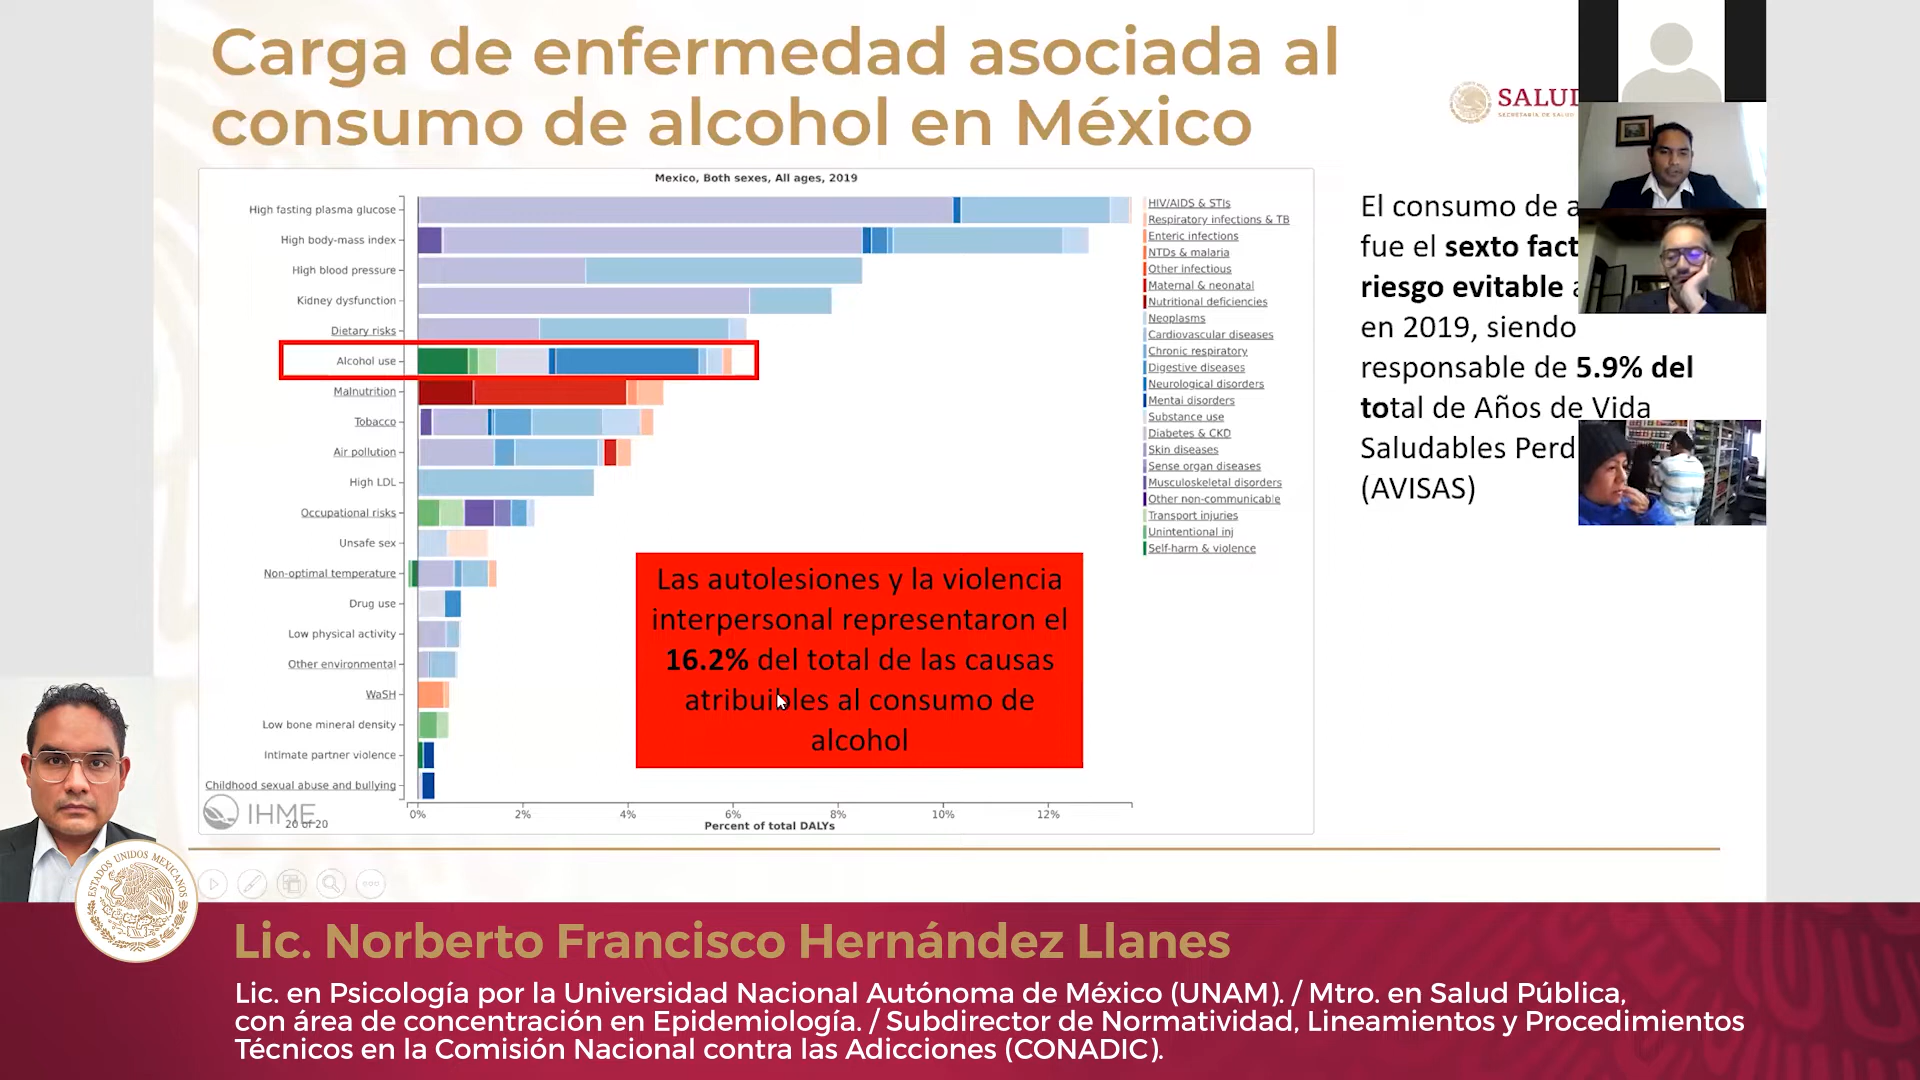 Carga de enfermedad asociada al
consumo de alcohol en México
SECRETARÍA DE SALUD
Mexico, Both sexes, All ages, 2019
High fasting plasma glucose
High body-mass index
High blood pressure
Kidney dysfunction
Dietary risks
Alcohol use
Malnutrition
Tobacco
Air pollution
High LDL
Occupational risks
Unsafe sex
Non-optimal temperature
Drug use
Low physical activity
Other environmental
WaSH
Low bone mineral density
Intimate partner violence
Childhood sexual abuse and bullying
IHME
20 of 20
0% 2% 4% 6% 8% 10% 12%
Percent of total DALYs
HIV/AIDS & STIs
Respiratory infections & TB
Enteric infections
NTDs & malaria
Other infectious
Maternal & neonatal
Nutritional deficiencies
Neoplasms
Cardiovascular diseases
Chronic respiratory
Digestive diseases
Neurological disorders
Mental disorders
Substance use
Diabetes & CKD
Skin diseases
Sense organ diseases
Musculoskeletal disorders
Other non-communicable
Transport injuries
Unintentional inj
Self-harm & violence
Las autolesiones y la violencia
interpersonal representaron el
16.2% del total de las causas
atribuibles al consumo de
alcohol
El consumo de
fue el sexto
riesgo evitable
en 2019, siendo
responsable de 5.9% del
total de Años de Vida
Saludables
(AVISAS)
ESTADOS UNIDOS MEXICANOS
Lic. Norberto Francisco Hernández Llanes
Lic. en Psicología por la Universidad Nacional Autónoma de México (UNAM). / Mtro. en Salud Pública,
con área de concentración en Epidemiología. / Subdirector de Normatividad, Lineamientos y Procedimientos
Técnicos en la Comisión Nacional contra las Adicciones (CONADIC).